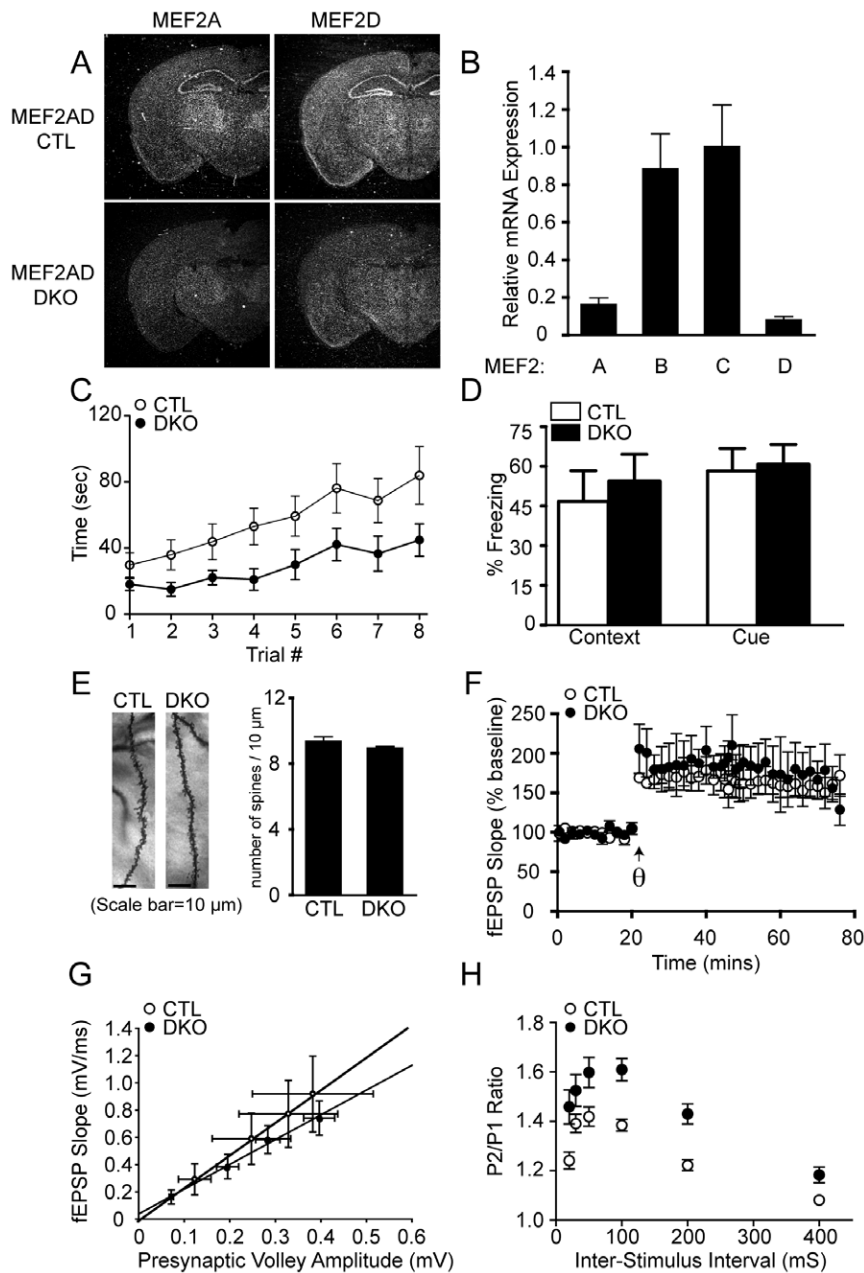 MEF2A MEF2D
A
MEF2AD
CTL
MEF2AD
DKO
B
Relative mRNA Expression
1.4
1.2
1.0
0.8
0.6
0.4
0.2
0
MEF2: A B C D
C
CTL
DKO
Time (sec)
120
80
40
0
1 2 3 4 5 6 7 8
Trial #
D
CTL
DKO
% Freezing
75
60
45
30
15
0
Context Cue
E
CTL DKO
(Scale bar=10 µm)
number of spines / 10 µm
12
9
6
3
0
CTL DKO
F
CTL
DKO
fEPSP Slope (% baseline)
250
200
150
100
50
0
θ
0 20 40 60 80
Time (mins)
G
CTL
DKO
fEPSP Slope (mV/ms)
1.4
1.2
1.0
0.8
0.6
0.4
0.2
0
0 0.1 0.2 0.3 0.4 0.5 0.6
Presynaptic Volley Amplitude (mV)
H
CTL
DKO
P2/P1 Ratio
1.8
1.6
1.4
1.2
1.0
0 100 200 300 400
Inter-Stimulus Interval (mS)